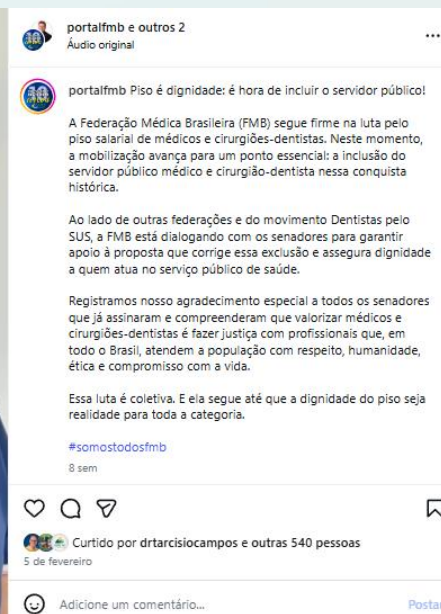 portalfmb e outros 2
Áudio original
portalfmb Piso é dignidade: é hora de incluir o servidor público!
A Federação Médica Brasileira (FMB) segue firme na luta pelo
piso salarial de médicos e cirurgiões-dentistas. Neste momento,
a mobilização avança para um ponto essencial: a inclusão do
servidor público médico e cirurgião-dentista nessa conquista
histórica.
Ao lado de outras federações e do movimento Dentistas pelo
SUS, a FMB está dialogando com os senadores para garantir
apoio à proposta que corrige essa exclusão e assegura dignidade
a quem atua no serviço público de saúde.
Registramos nosso agradecimento especial a todos os senadores
que já assinaram e compreenderam que valorizar médicos e
cirurgiões-dentistas é fazer justiça com profissionais que, em
todo o Brasil, atendem a população com respeito, humanidade,
ética e compromisso com a vida.
Essa luta é coletiva. E ela segue até que a dignidade do piso seja
realidade para toda a categoria.
#somostodosfmb
8 sem
Curtido por drtarcisiocampos e outras 540 pessoas
5 de fevereiro
Adicione um comentário...
Postar